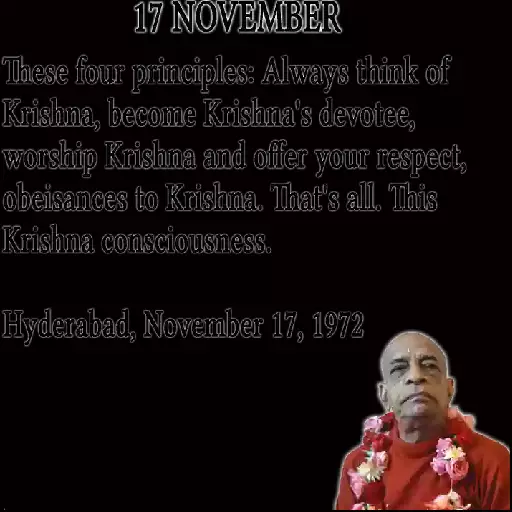 17 NOVEMBER
These four principles: Always think of
Krishna, become Krishna's devotee,
worship Krishna and offer your respect,
obeisances to Krishna. That's all. This
Krishna consciousness.
Hyderabad, November 17, 1972